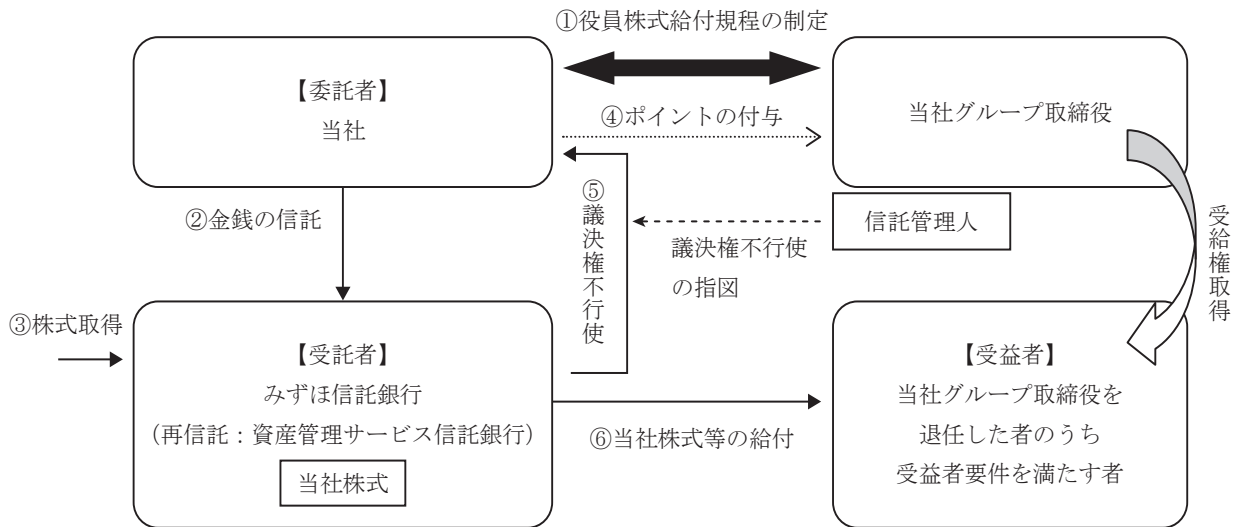 ①役員株式給付規程の制定
【委託者】
当社
④ポイントの付与
当社グループ取締役
②金銭の信託
⑤議決権不行使
信託管理人
議決権不行使
の指図
受給権取得
③株式取得
【受託者】
みずほ信託銀行
（再信託：資産管理サービス信託銀行）
当社株式
⑥当社株式等の給付
【受益者】
当社グループ取締役を
退任した者のうち
受益者要件を満たす者